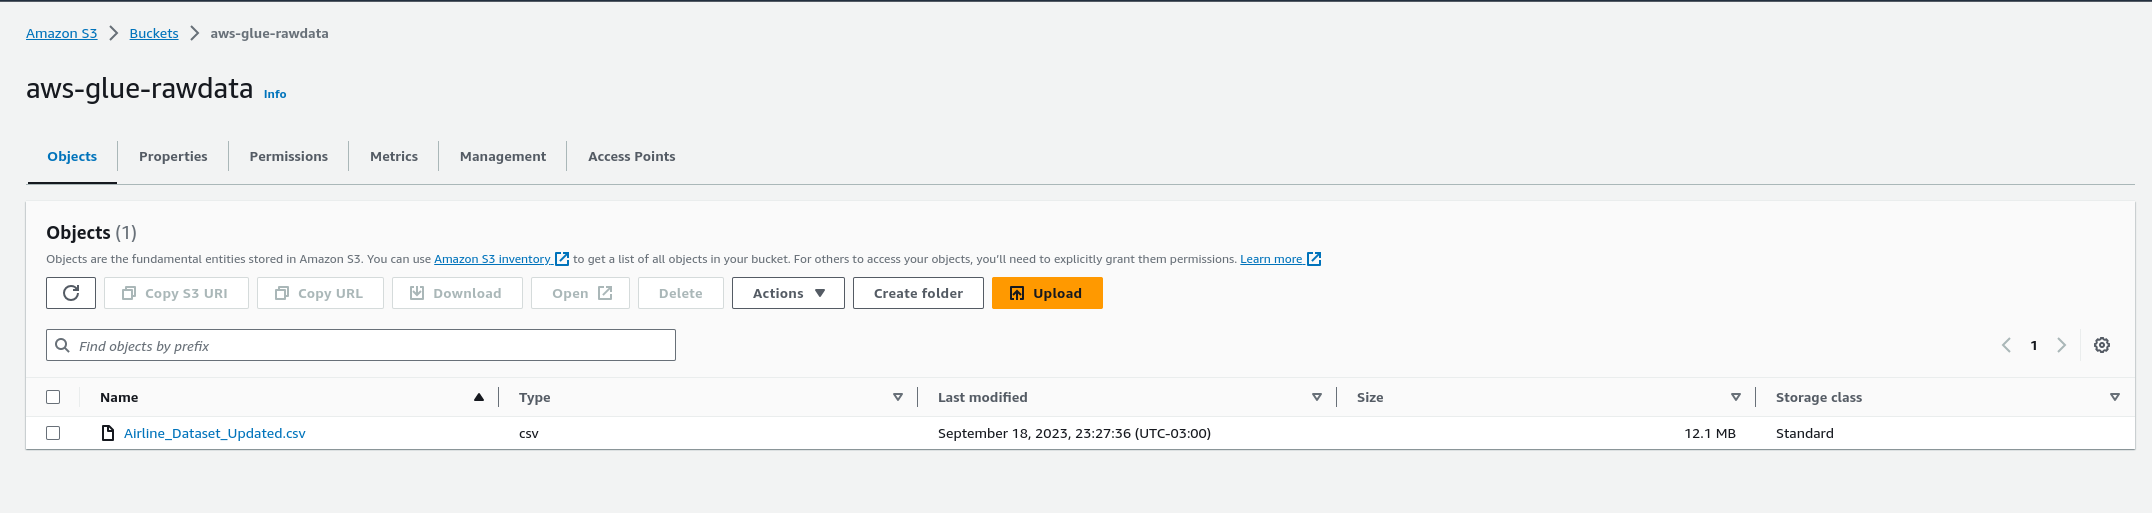 Amazon S3 > Buckets > aws-glue-rawdata
aws-glue-rawdata Info
Objects Properties Permissions Metrics Management Access Points
Objects (1)
Objects are the fundamental entities stored in Amazon S3. You can use Amazon S3 inventory to get a list of all objects in your bucket. For others to access your objects, you'll need to explicitly grant them permissions. Learn more
Copy S3 URI Copy URL Download Open Delete Actions Create folder Upload
Find objects by prefix 1
Name Type Last modified Size Storage class
Airline_Dataset_Updated.csv csv September 18, 2023, 23:27:36 (UTC-03:00) 12.1 MB Standard